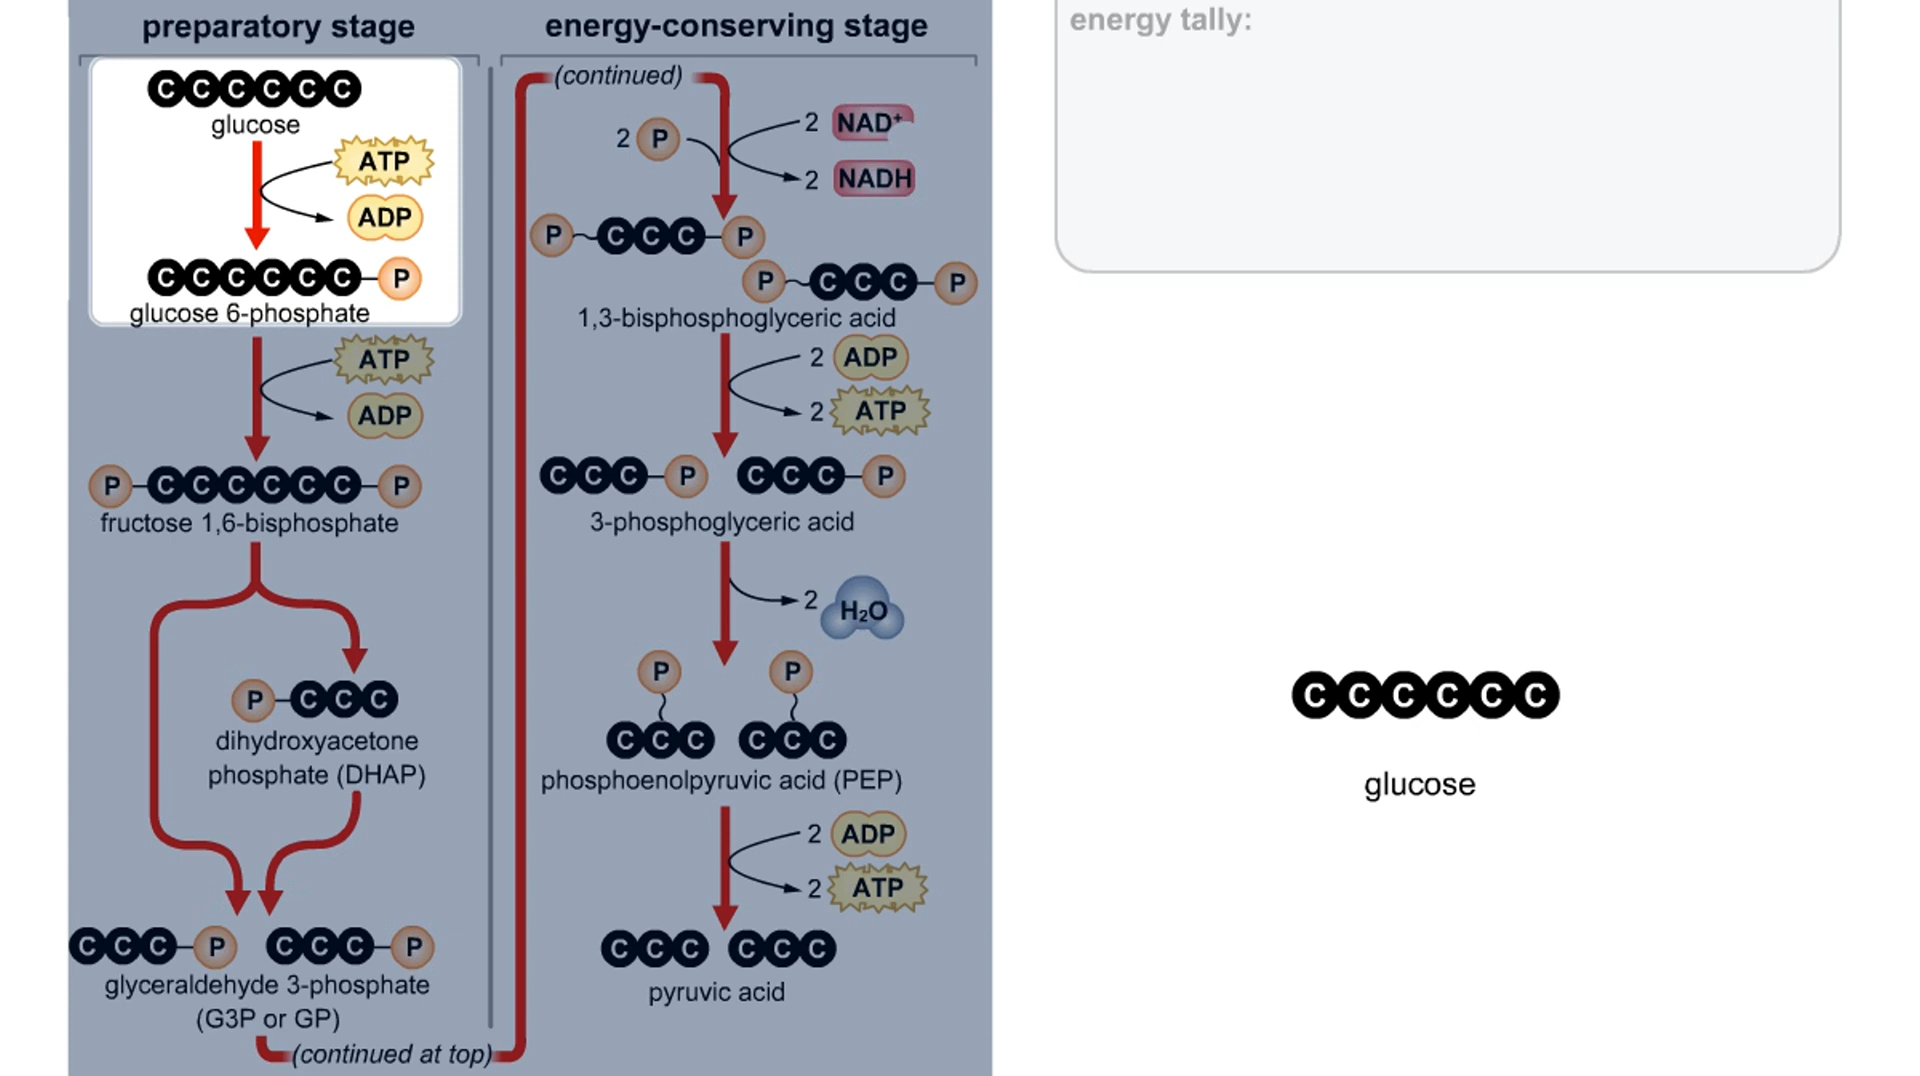 preparatory stage
CCCCCC
glucose
ATP
ADP
CCCCCC P
glucose 6-phosphate
ATP
ADP
P CCCCCC P
fructose 1,6-bisphosphate
P CCC
dihydroxyacetone
phosphate (DHAP)
CCC P CCC P
glyceraldehyde 3-phosphate
(G3P or GP)
(continued at top)
energy-conserving stage
(continued)
2 P
2 NAD⁺
2 NADH
P CCC P
P CCC P
1,3-bisphosphoglyceric acid
2 ADP
2 ATP
CCC P CCC P
3-phosphoglyceric acid
2 H₂O
P P
CCC CCC
phosphoenolpyruvic acid (PEP)
2 ADP
2 ATP
CCC CCC
pyruvic acid
energy tally:
CCCCCC
glucose